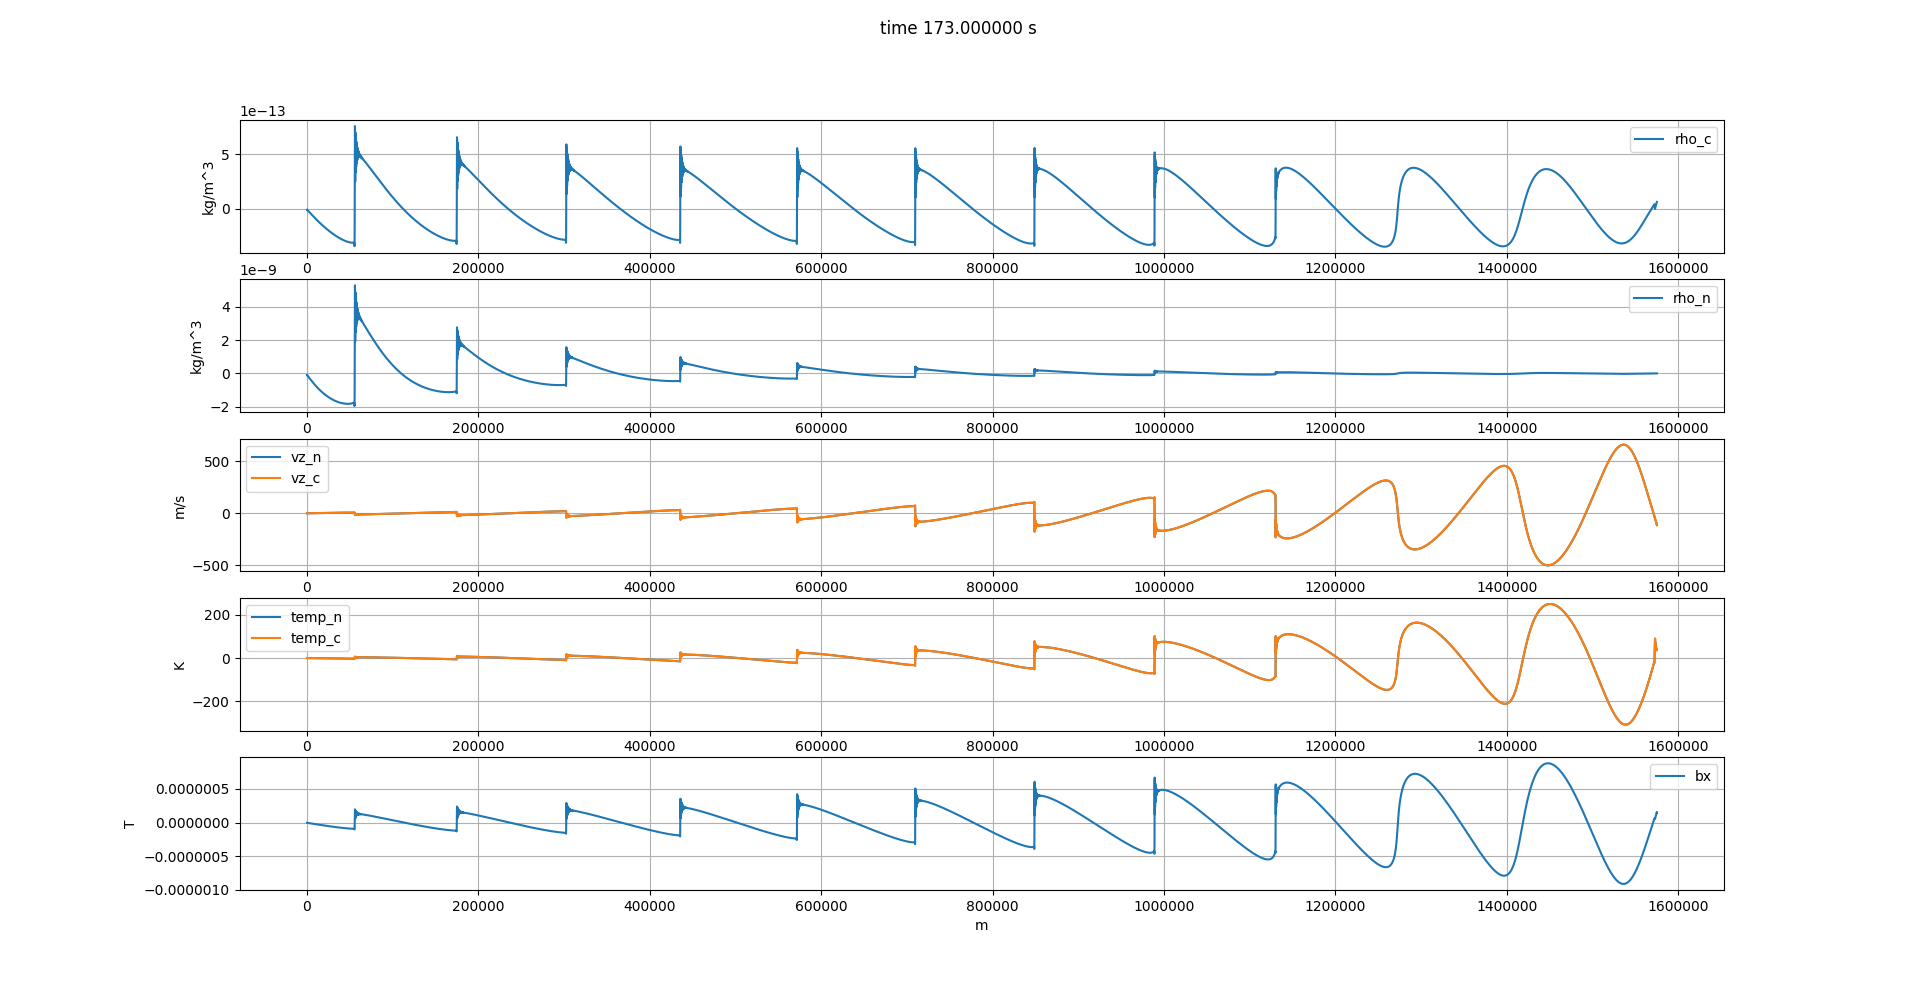 time 173.000000 s
1e−13
kg/m^3
5
0
rho_c
0 200000 400000 600000 800000 1000000 1200000 1400000 1600000
1e−9
kg/m^3
4
2
0
−2
rho_n
0 200000 400000 600000 800000 1000000 1200000 1400000 1600000
m/s
500
0
−500
vz_n
vz_c
0 200000 400000 600000 800000 1000000 1200000 1400000 1600000
K
200
0
−200
temp_n
temp_c
0 200000 400000 600000 800000 1000000 1200000 1400000 1600000
T
0.0000005
0.0000000
−0.0000005
−0.0000010
bx
0 200000 400000 600000 800000 1000000 1200000 1400000 1600000
m